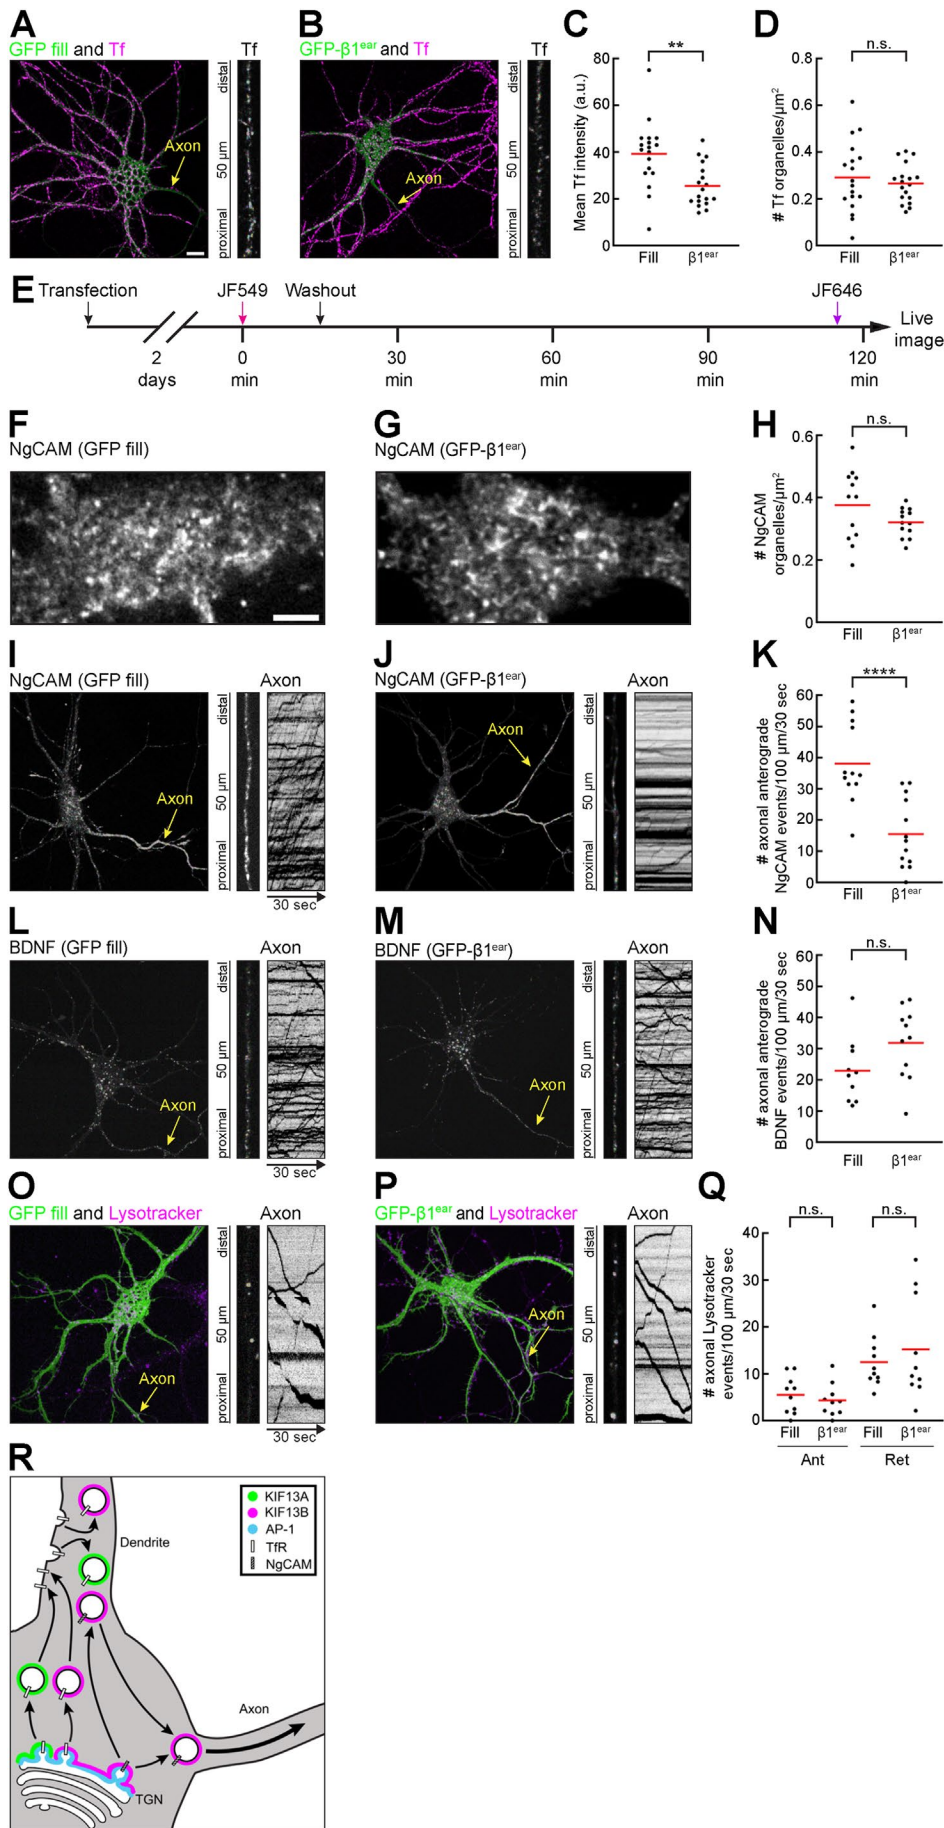 A
GFP fill and Tf
Tf
distal
50 µm
proximal
Axon
B
GFP-β1ear and Tf
Tf
distal
50 µm
proximal
Axon
C
**
Mean Tf intensity (a.u.)
80
60
40
20
0
Fill
β1ear
D
n.s.
# Tf organelles/µm2
0.8
0.6
0.4
0.2
0
Fill
β1ear
E
Transfection
JF549
Washout
JF646
Live
image
2
days
0
min
30
min
60
min
90
min
120
min
F
NgCAM (GFP fill)
G
NgCAM (GFP-β1ear)
H
n.s.
# NgCAM
organelles/µm2
0.6
0.4
0.2
0
Fill
β1ear
I
NgCAM (GFP fill)
Axon
distal
50 µm
proximal
Axon
30 sec
J
NgCAM (GFP-β1ear)
Axon
distal
50 µm
proximal
Axon
K
****
# axonal anterograde
NgCAM events/100 µm/30 sec
60
50
40
30
20
10
0
Fill
β1ear
L
BDNF (GFP fill)
Axon
distal
50 µm
proximal
Axon
30 sec
M
BDNF (GFP-β1ear)
Axon
distal
50 µm
proximal
Axon
N
n.s.
# axonal anterograde
BDNF events/100 µm/30 sec
60
50
40
30
20
10
0
Fill
β1ear
O
GFP fill and Lysotracker
Axon
distal
50 µm
proximal
Axon
30 sec
P
GFP-β1ear and Lysotracker
Axon
distal
50 µm
proximal
Axon
Q
n.s.
n.s.
# axonal Lysotracker
events/100 µm/30 sec
40
30
20
10
0
Fill
β1ear
Fill
β1ear
Ant
Ret
R
KIF13A
KIF13B
AP-1
TfR
NgCAM
Dendrite
Axon
TGN